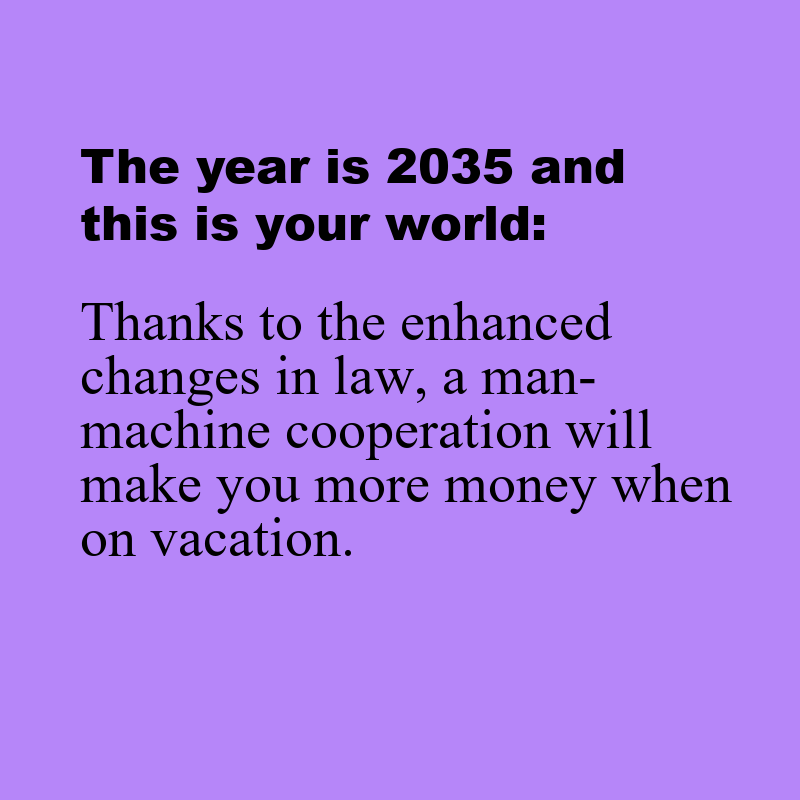 The year is 2035 and
this is your world:
Thanks to the enhanced
changes in law, a man-
machine cooperation will
make you more money when
on vacation.